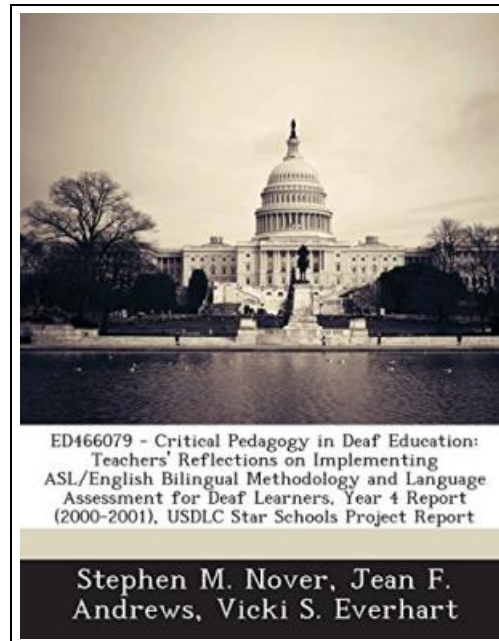 ED466079 - Critical Pedagogy in Deaf Education:
Teachers' Reflections on Implementing
ASL/English Bilingual Methodology and Language
Assessment for Deaf Learners, Year 4 Report
(2000-2001), USDLC Star Schools Project Report
Stephen M. Nover, Jean F.
Andrews, Vicki S. Everhart